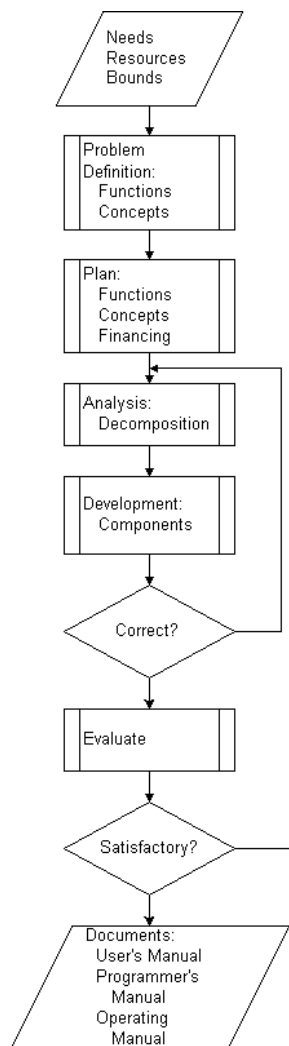 Needs
Resources
Bounds
Problem
Definition:
Functions
Concepts
Plan:
Functions
Concepts
Financing
Analysis:
Decomposition
Development:
Components
Correct?
Evaluate
Satisfactory?
Documents:
User's Manual
Programmer's
Manual
Operating
Manual